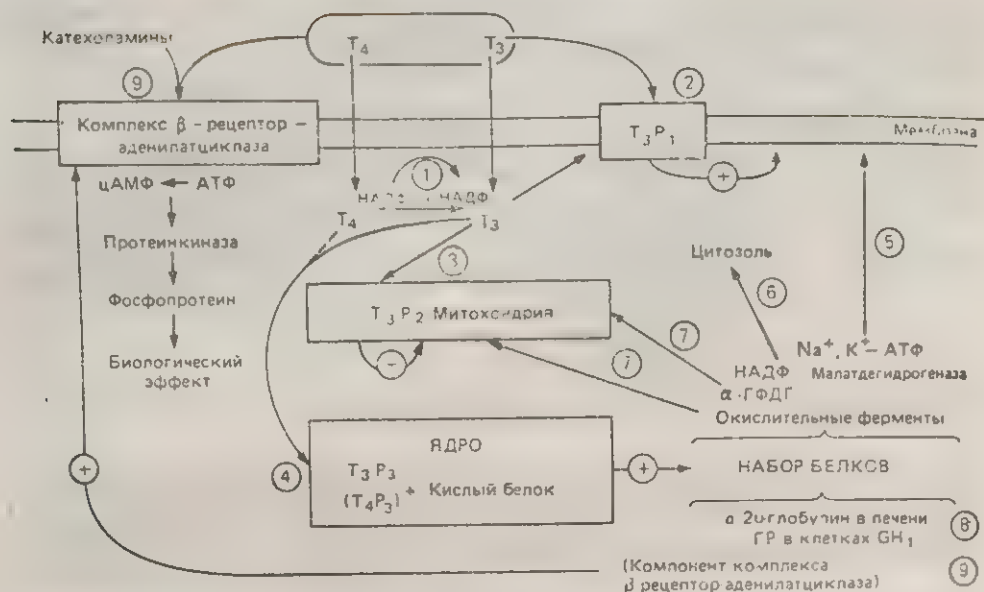 Катехоламины
T4 T3
9
2
Комплекс β – рецептор –
аденилатциклаза
T3P1
Мембрана
цАМФ АТФ
+
1
НАДФ
T4
T3
Протеинкиназа
5
Цитозоль
3
6
Фосфопротеин
T3P2 Митохондрия
7
Na+, K+ – АТФ
–
7
НАДФ
Малатдегидрогеназа
Биологический
эффект
α-ГФДГ
Окислительные ферменты
ЯДРО
4
T3P3
(T4P3) + Кислый белок
+
+
НАБОР БЕЛКОВ
α 2u-глобулин в печени
ГР в клетках GH1
8
(Компонент комплекса
β рецептор-аденилатциклаза)
9